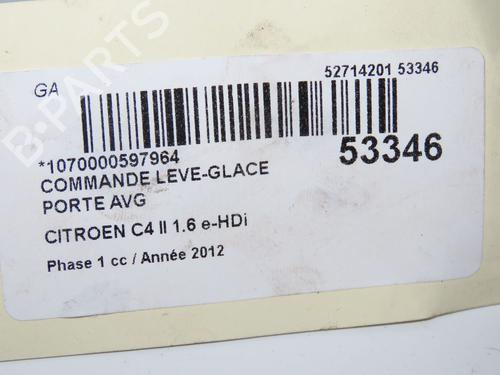 52714201 53346
GA
*1070000597964
53346
COMMANDE LEVE-GLACE
PORTE AVG
CITROEN C4 II 1.6 e-HDi
Phase 1 cc / Année 2012
B-PARTS